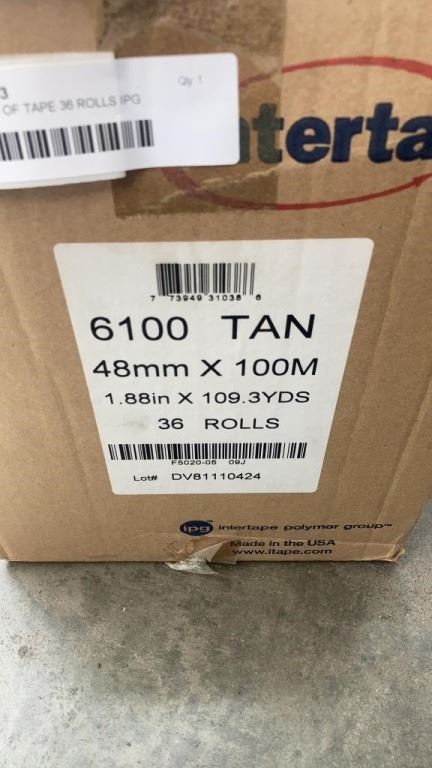 3
Qty 1
OF TAPE 36 ROLLS IPG
terta
7 73949 31038 6
6100 TAN
48mm X 100M
1.88in X 109.3YDS
36 ROLLS
F5020-05 09J
Lot# DV81110424
ipg intertape polymer group™
Made in the USA
www.itape.com